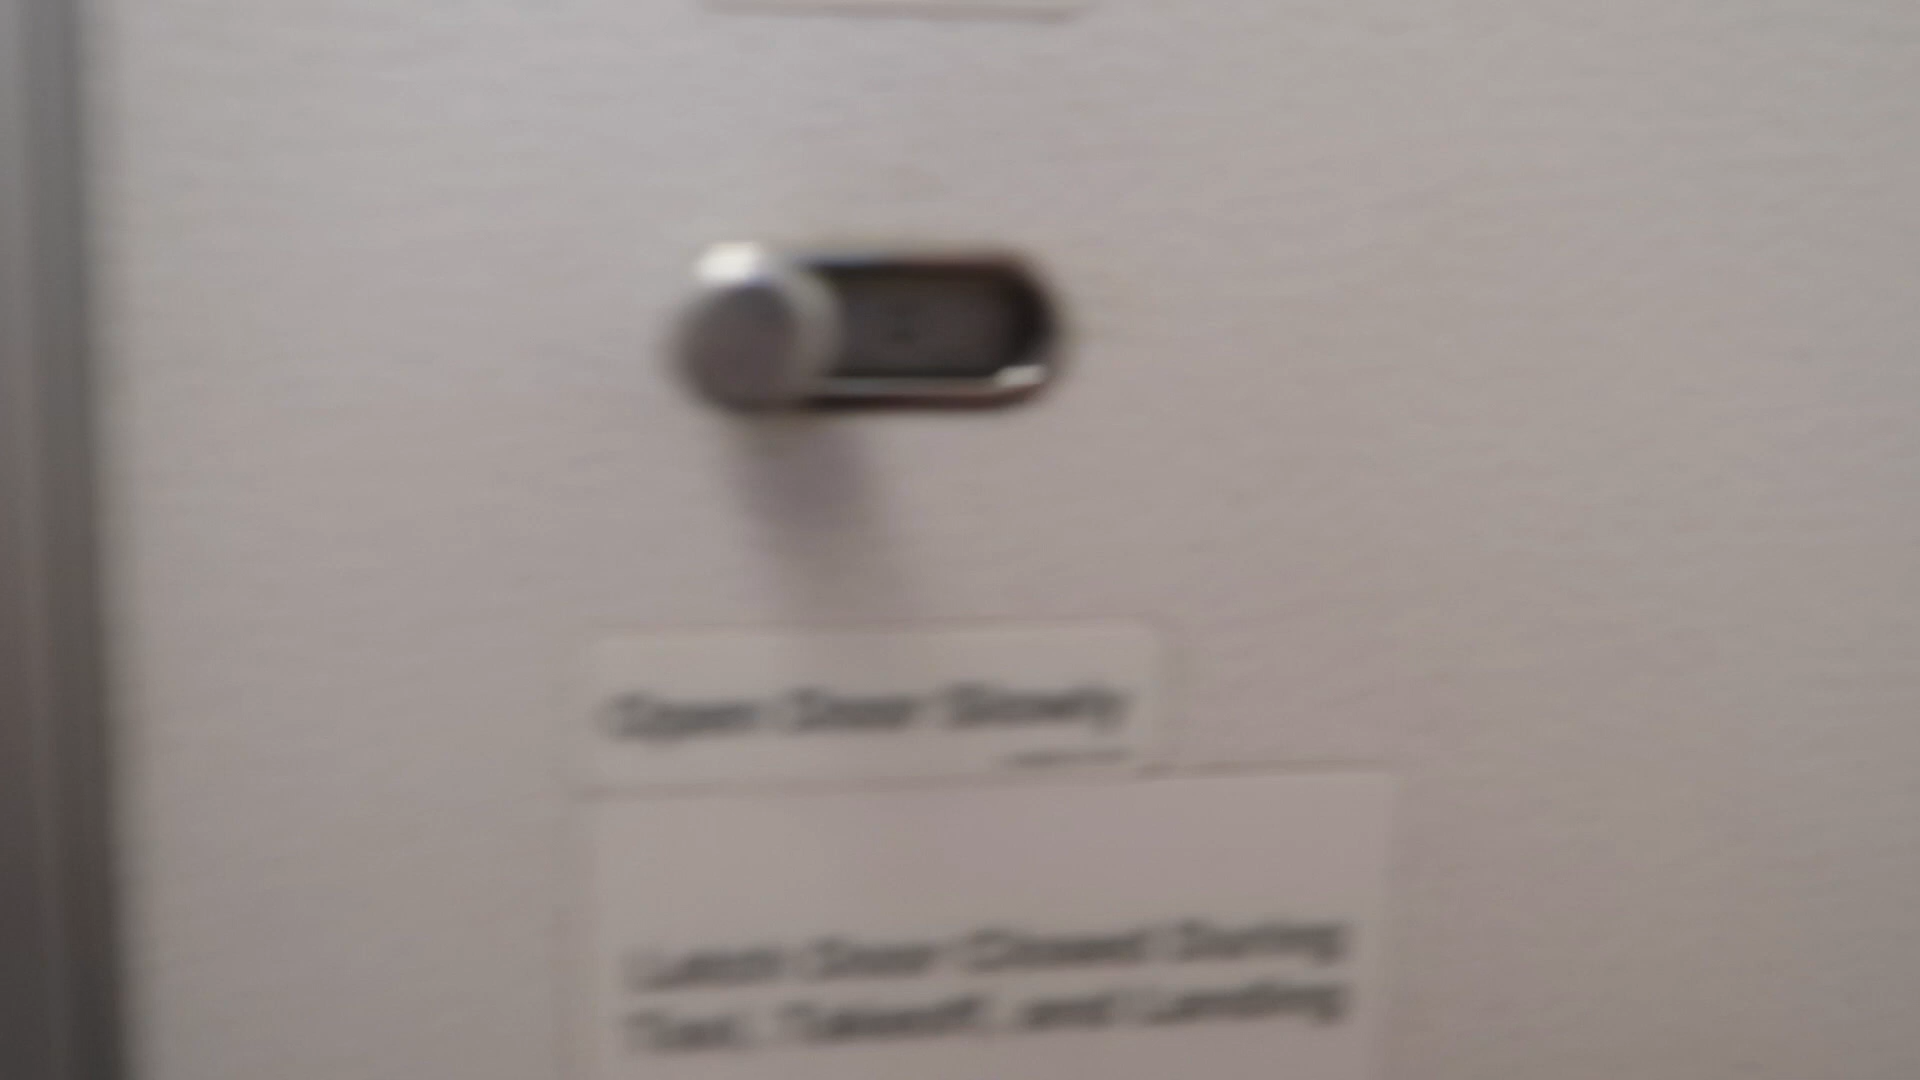 Open Door Slowly
Latch Door Closed During
Taxi, Takeoff, and Landing